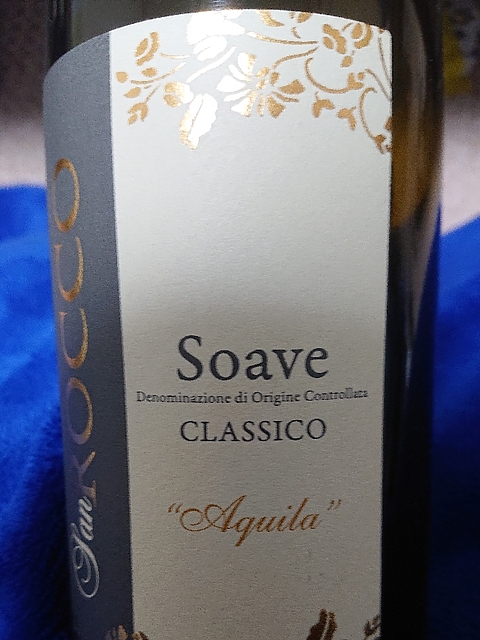 San ROCCO
Soave
Denominazione di Origine Controllata
CLASSICO
"Aquila"